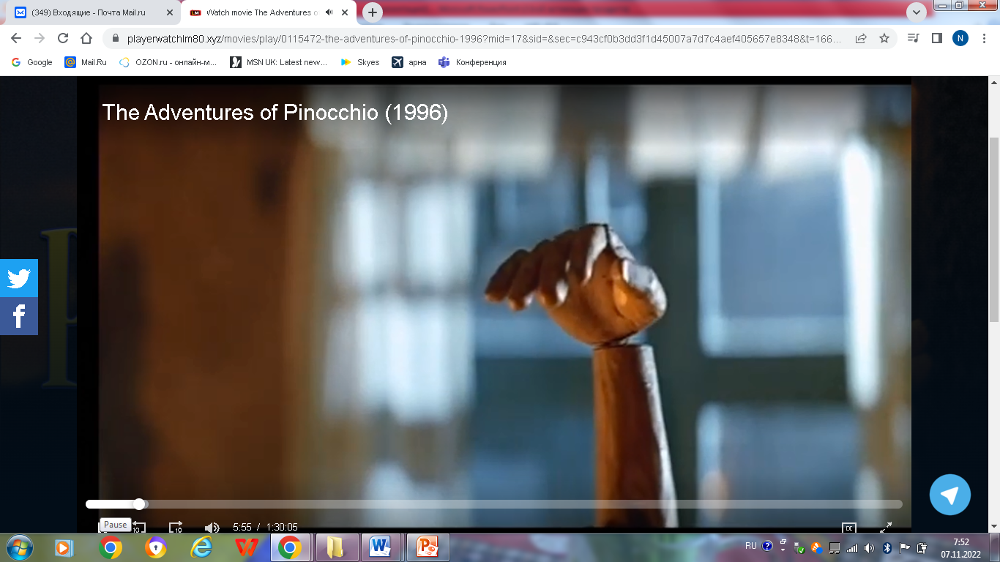 (349) Входящие - Почта Mail.ru
Watch movie The Adventures o
playerwatchlm80.xyz/movies/play/0115472-the-adventures-of-pinocchio-1996?mid=17&sid=&sec=c943cf0b3dd3f1d45007a7d7c4aef405657e8348&t=166...
N
Google
Mail.Ru
OZON.ru - онлайн-м...
MSN UK: Latest new...
Skyes
арна
Конференция
The Adventures of Pinocchio (1996)
Pause
10
10
5:55 / 1:30:05
RU
7:52
07.11.2022